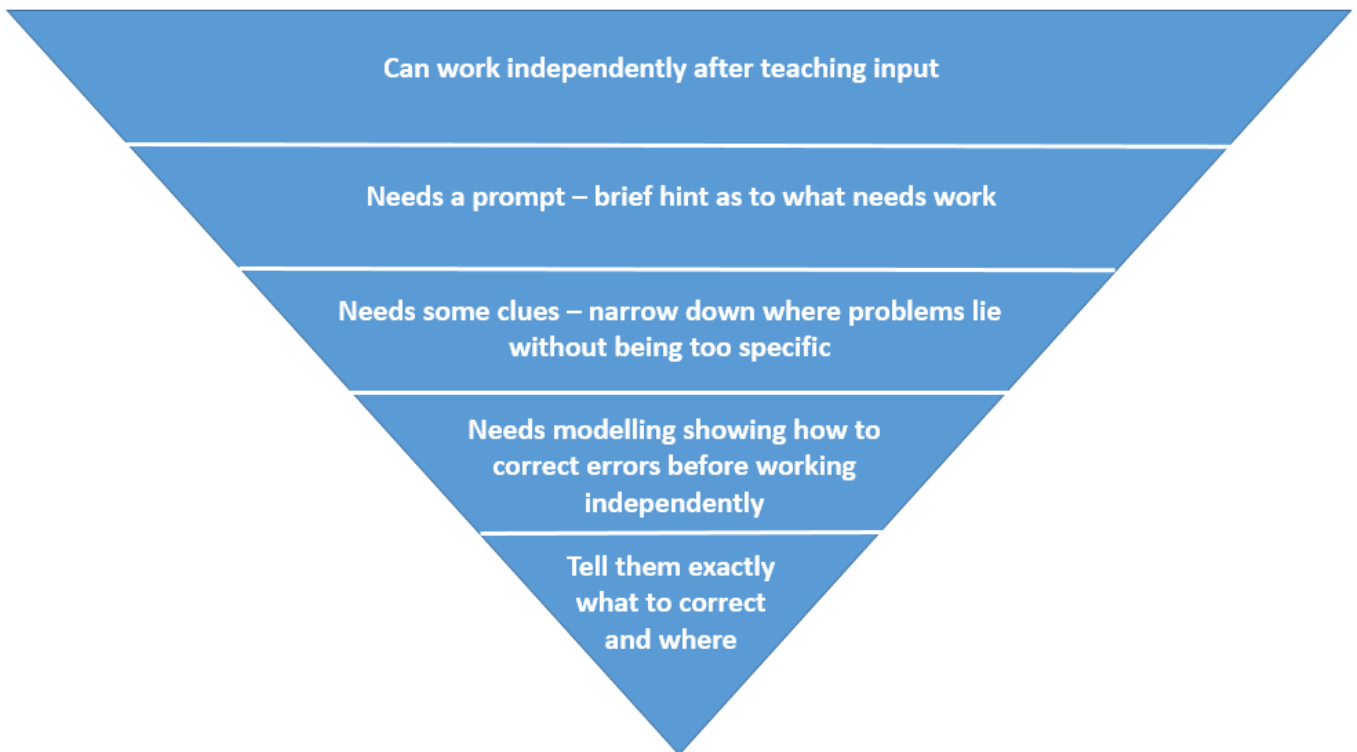 Can work independently after teaching input
Needs a prompt – brief hint as to what needs work
Needs some clues – narrow down where problems lie
without being too specific
Needs modelling showing how to
correct errors before working
independently
Tell them exactly
what to correct
and where